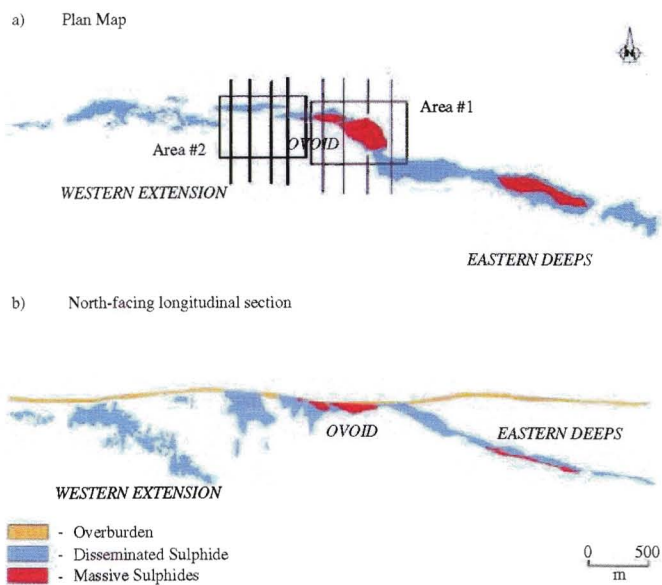 a) Plan Map
N
Area #1
Area #2
OVOID
WESTERN EXTENSION
EASTERN DEEPS
b) North-facing longitudinal section
OVOID
EASTERN DEEPS
WESTERN EXTENSION
- Overburden
- Disseminated Sulphide
- Massive Sulphides
0 500
m